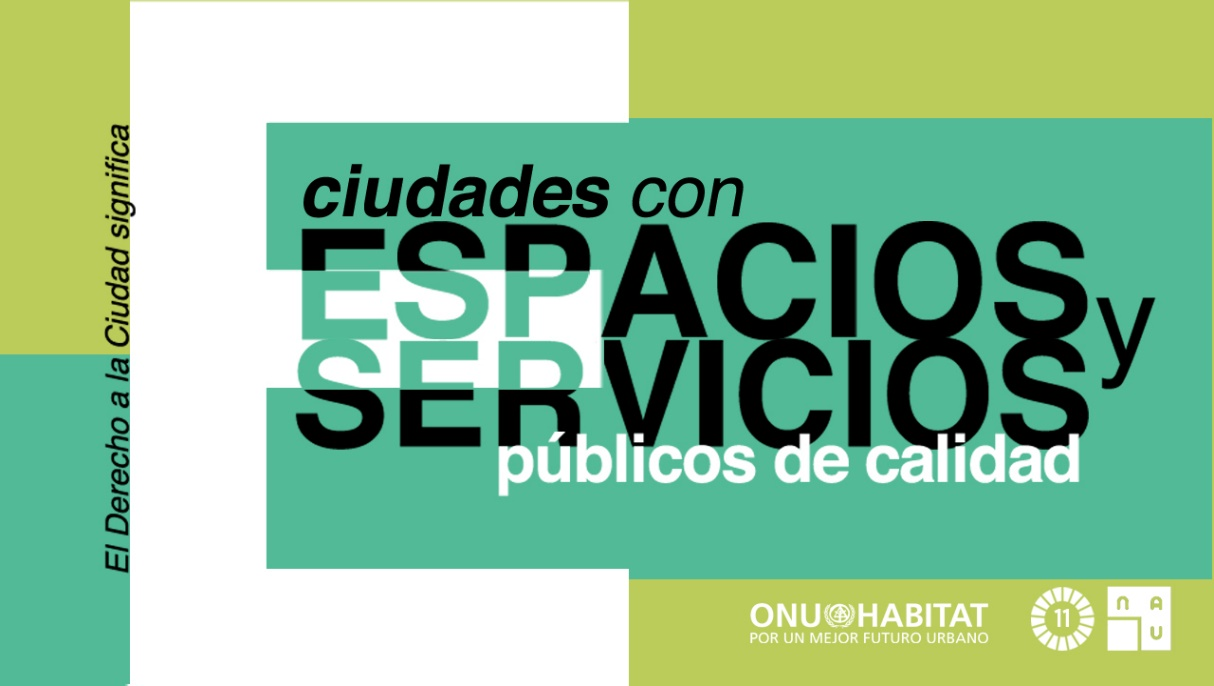 El Derecho a la Ciudad significa
ciudades con
ESPACIOS y
SERVICIOS
públicos de calidad
ONU HABITAT
POR UN MEJOR FUTURO URBANO
11
n A
U